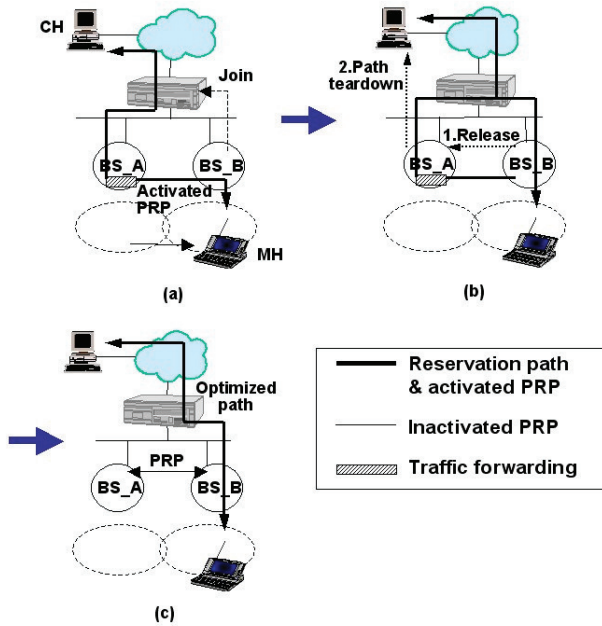 CH
Join
BS_A
BS_B
Activated
PRP
MH
(a)
2.Path
teardown
1.Release
BS_A
BS_B
(b)
Optimized
path
PRP
BS_A
BS_B
(c)
Reservation path
& activated PRP
Inactivated PRP
Traffic forwarding